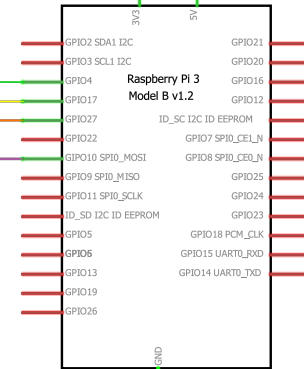 3V3
5V
GPIO2 SDA1 I2C
GPIO3 SCL1 I2C
GPIO4
GPIO17
GPIO27
GPIO22
GPIO10 SPI0_MOSI
GPIO9 SPI0_MISO
GPIO11 SPI0_SCLK
ID_SD I2C ID EEPROM
GPIO5
GPIO6
GPIO13
GPIO19
GPIO26
Raspberry Pi 3
Model B v1.2
GPIO21
GPIO20
GPIO16
GPIO12
ID_SC I2C ID EEPROM
GPIO7 SPI0_CE1_N
GPIO8 SPI0_CE0_N
GPIO25
GPIO24
GPIO23
GPIO18 PCM_CLK
GPIO15 UART0_RXD
GPIO14 UART0_TXD
GND